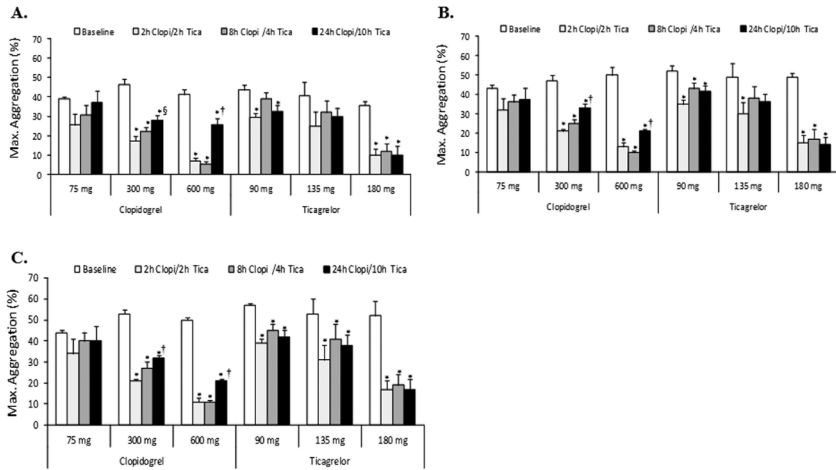 A.
Baseline 2h Clopi/2h Tica 8h Clopi /4h Tica 24h Clopi/10h Tica
Max. Aggregation (%)
70
60
50
40
30
20
10
0
* * *§
* * *†
* *
* * *
75 mg 300 mg 600 mg 90 mg 135 mg 180 mg
Clopidogrel Ticagrelor
B.
Baseline 2h Clopi/2h Tica 8h Clopi /4h Tica 24h Clopi/10h Tica
Max. Aggregation (%)
70
60
50
40
30
20
10
0
* * *†
* * *†
* * *
*
* * *
75 mg 300 mg 600 mg 90 mg 135 mg 180 mg
Clopidogrel Ticagrelor
C.
Baseline 2h Clopi/2h Tica 8h Clopi /4h Tica 24h Clopi/10h Tica
Max. Aggregation (%)
70
60
50
40
30
20
10
0
* * *†
* * *†
* * *
* * *
* * *
75 mg 300 mg 600 mg 90 mg 135 mg 180 mg
Clopidogrel Ticagrelor